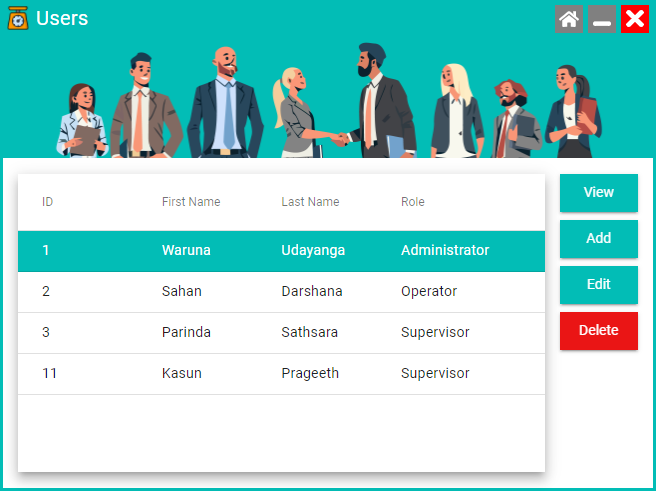 Users
ID First Name Last Name Role
1 Waruna Udayanga Administrator
2 Sahan Darshana Operator
3 Parinda Sathsara Supervisor
11 Kasun Prageeth Supervisor
View
Add
Edit
Delete